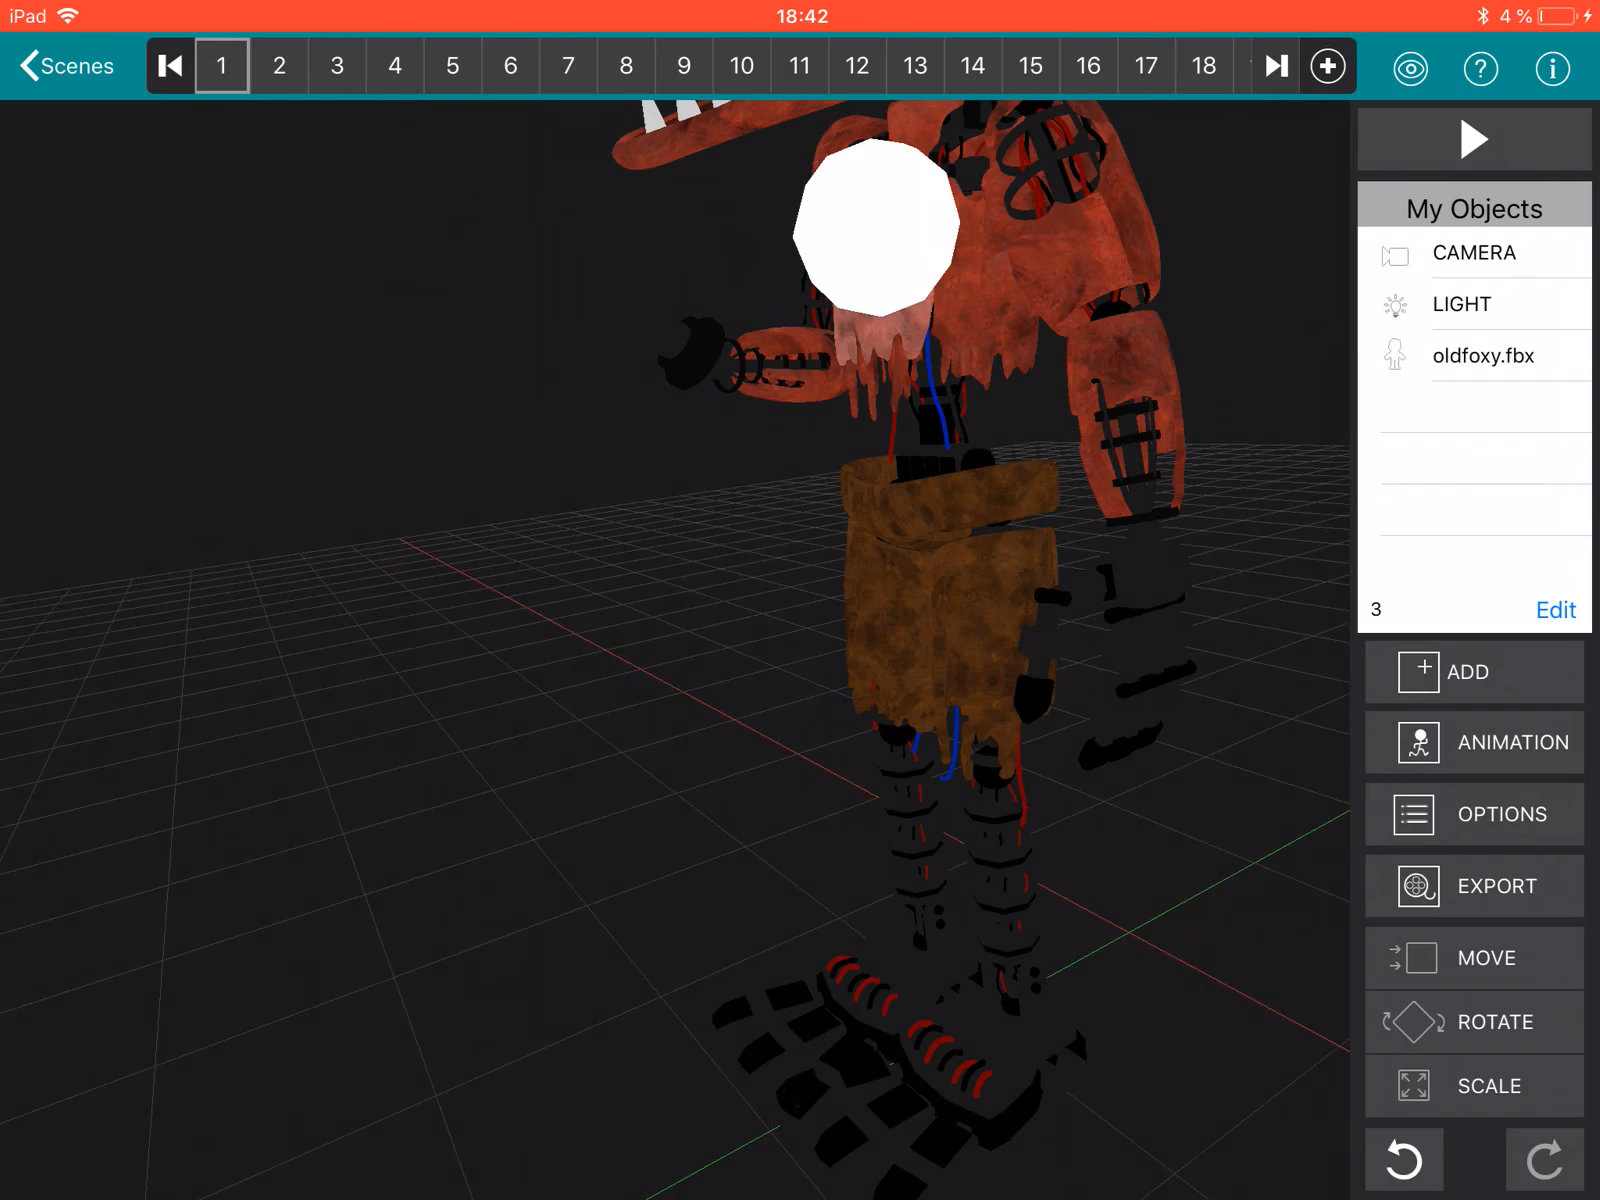 iPad 18:42 4 %
Scenes 1 2 3 4 5 6 7 8 9 10 11 12 13 14 15 16 17 18
My Objects
CAMERA
LIGHT
oldfoxy.fbx
3 Edit
ADD
ANIMATION
OPTIONS
EXPORT
MOVE
ROTATE
SCALE